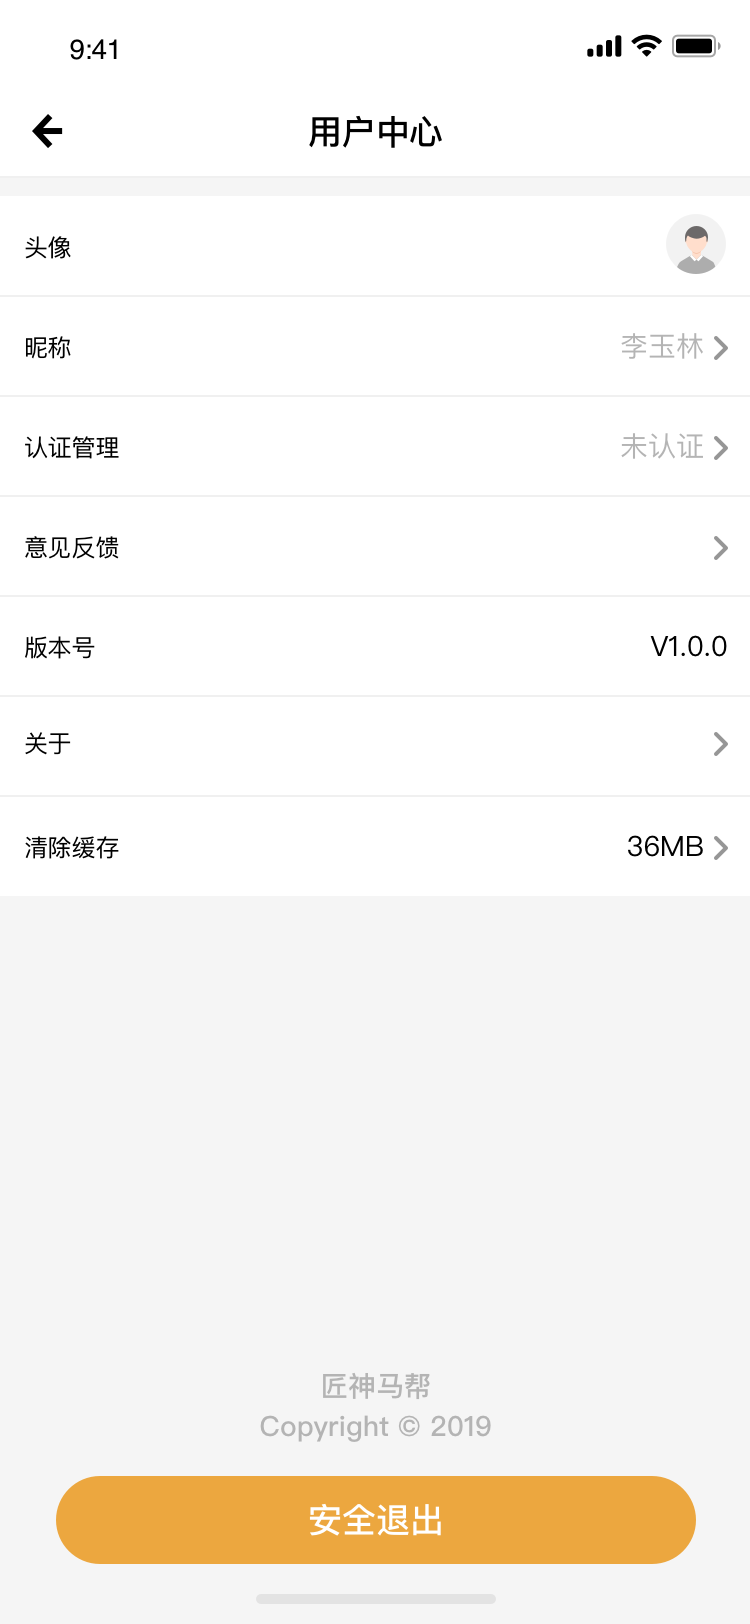 9:41
用户中心
头像
昵称 李玉林
认证管理 未认证
意见反馈
版本号 V1.0.0
关于
清除缓存 36MB
匠神马帮
Copyright © 2019
安全退出